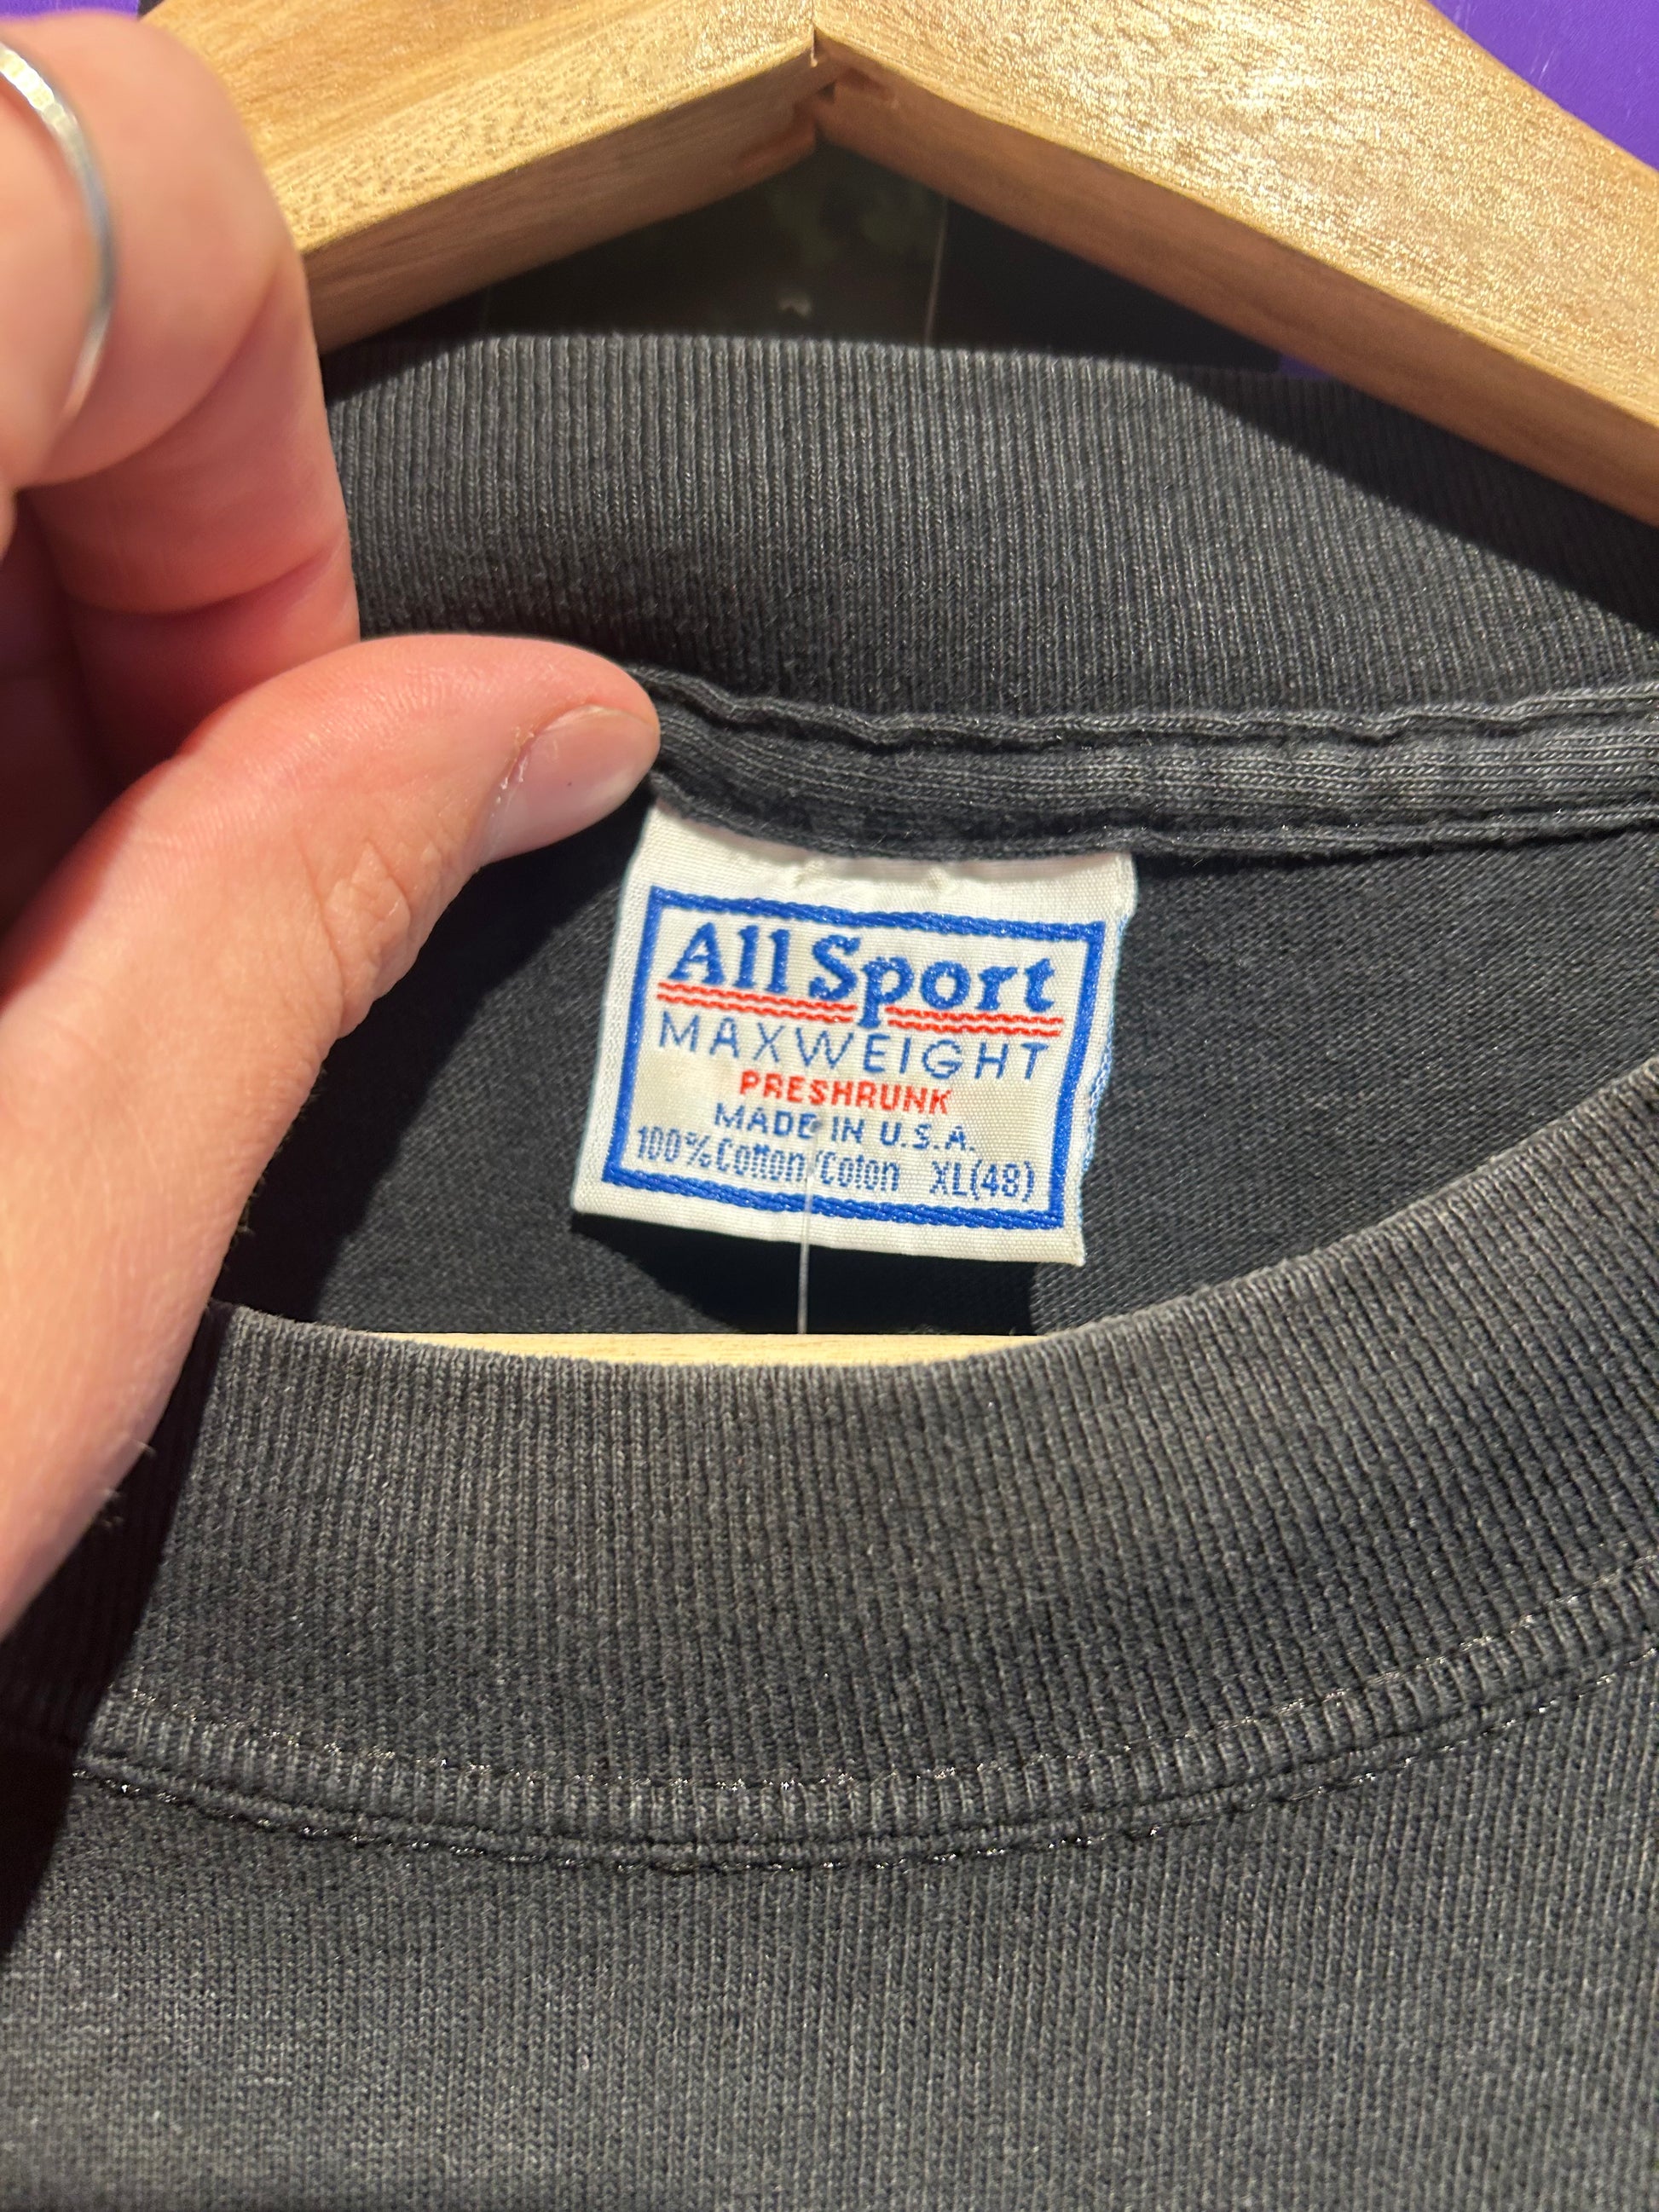 All Sport
MAXWEIGHT
PRESHRUNK
MADE IN U.S.A.
100% Cotton/Coton XL(48)